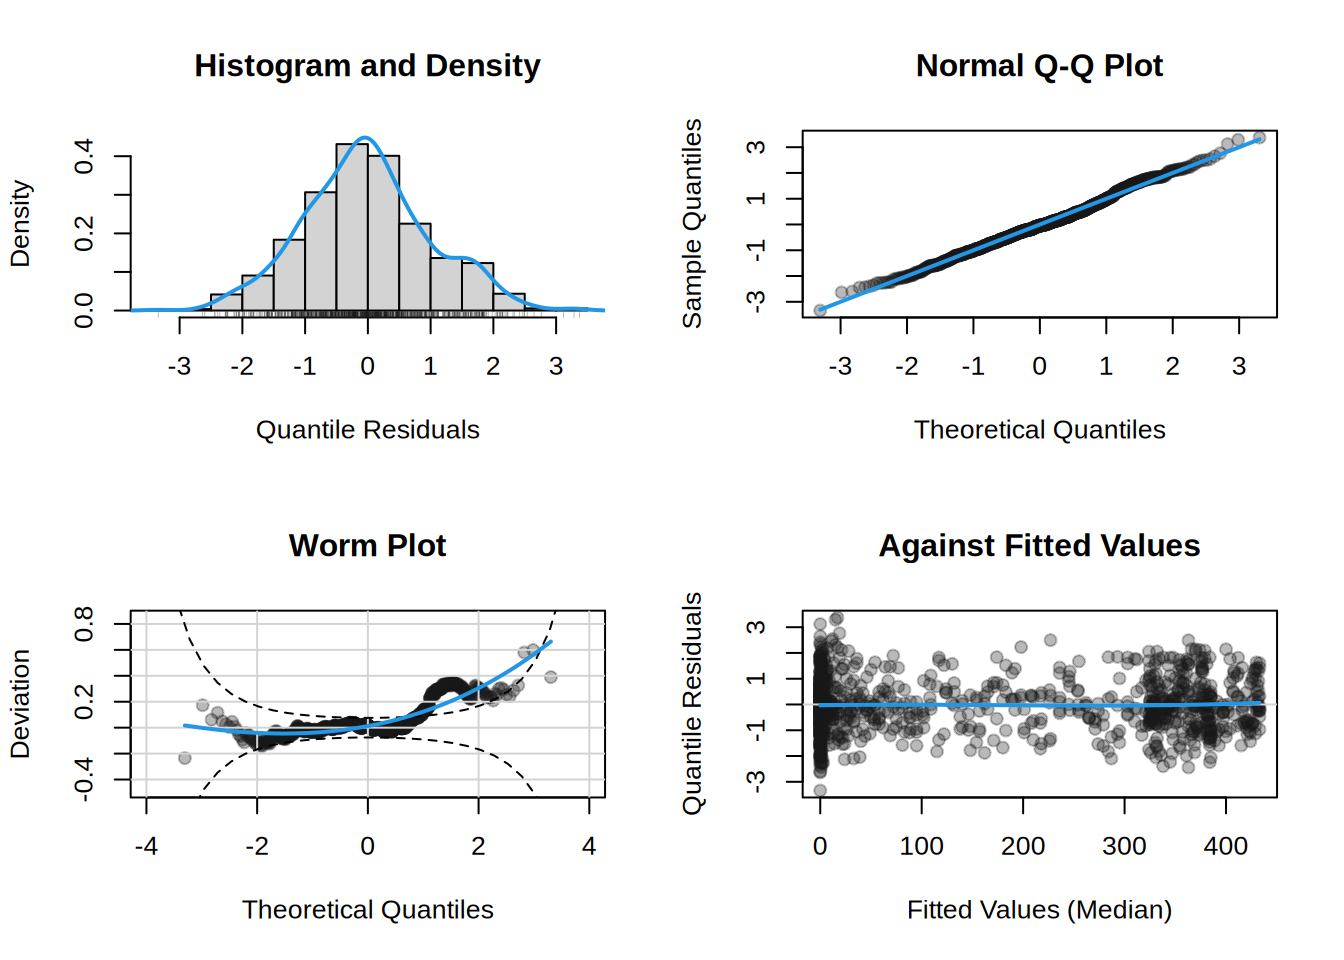 Histogram and Density
Density
0.0 0.2 0.4
-3 -2 -1 0 1 2 3
Quantile Residuals
Normal Q-Q Plot
Sample Quantiles
-3 -1 1 3
-3 -2 -1 0 1 2 3
Theoretical Quantiles
Worm Plot
Deviation
-0.4 0.2 0.8
-4 -2 0 2 4
Theoretical Quantiles
Against Fitted Values
Quantile Residuals
-3 -1 1 3
0 100 200 300 400
Fitted Values (Median)